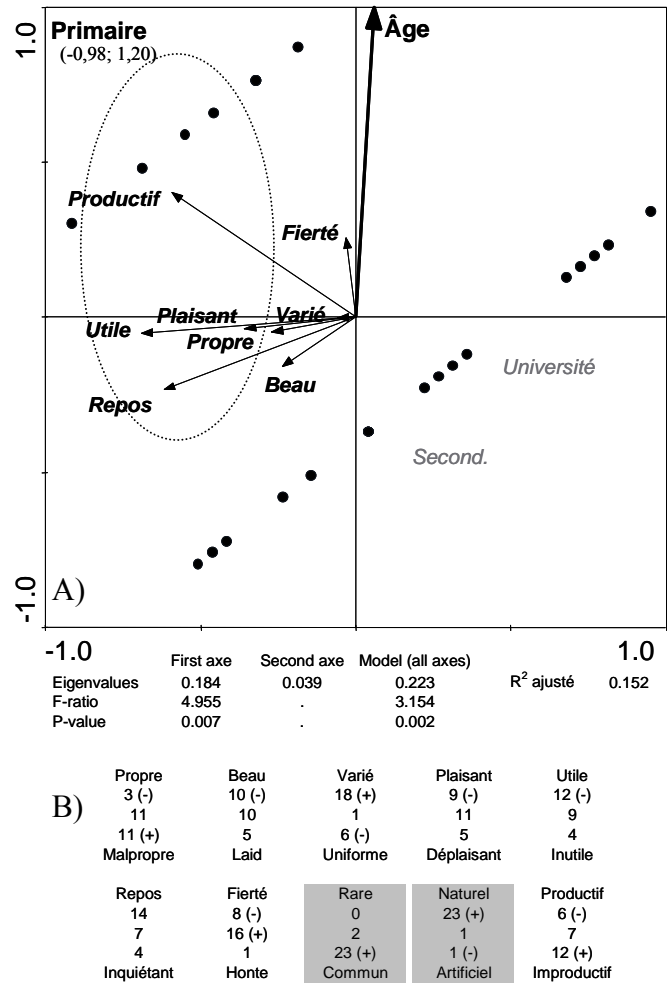 1.0
Primaire
Âge
(-0,98; 1,20)
Productif
Fierté
Plaisant
Varié
Utile
Propre
Université
Beau
Repos
Second.
A)
-1.0
-1.0
1.0
First axe Second axe Model (all axes)
Eigenvalues 0.184 0.039 0.223 R² ajusté 0.152
F-ratio 4.955 . 3.154
P-value 0.007 . 0.002
B)
Propre Beau Varié Plaisant Utile
3 (-) 10 (-) 18 (+) 9 (-) 12 (-)
11 10 1 11 9
11 (+) 5 6 (-) 5 4
Malpropre Laid Uniforme Déplaisant Inutile
Repos Fierté Rare Naturel Productif
14 8 (-) 0 23 (+) 6 (-)
7 16 (+) 2 1 7
4 1 23 (+) 1 (-) 12 (+)
Inquiétant Honte Commun Artificiel Improductif